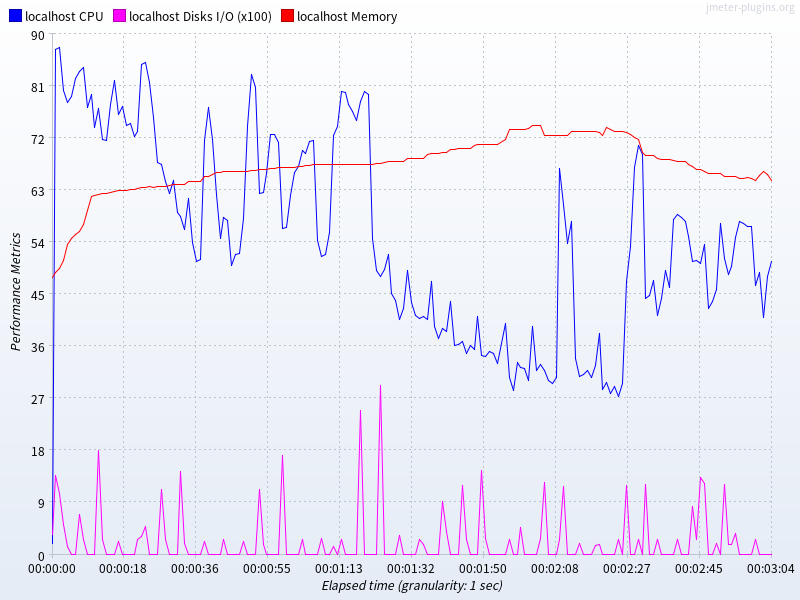 localhost CPU localhost Disks I/O (x100) localhost Memory
jmeter-plugins.org
90
81
72
63
54
45
36
27
18
9
0
Performance Metrics
00:00:00 00:00:18 00:00:36 00:00:55 00:01:13 00:01:32 00:01:50 00:02:08 00:02:27 00:02:45 00:03:04
Elapsed time (granularity: 1 sec)